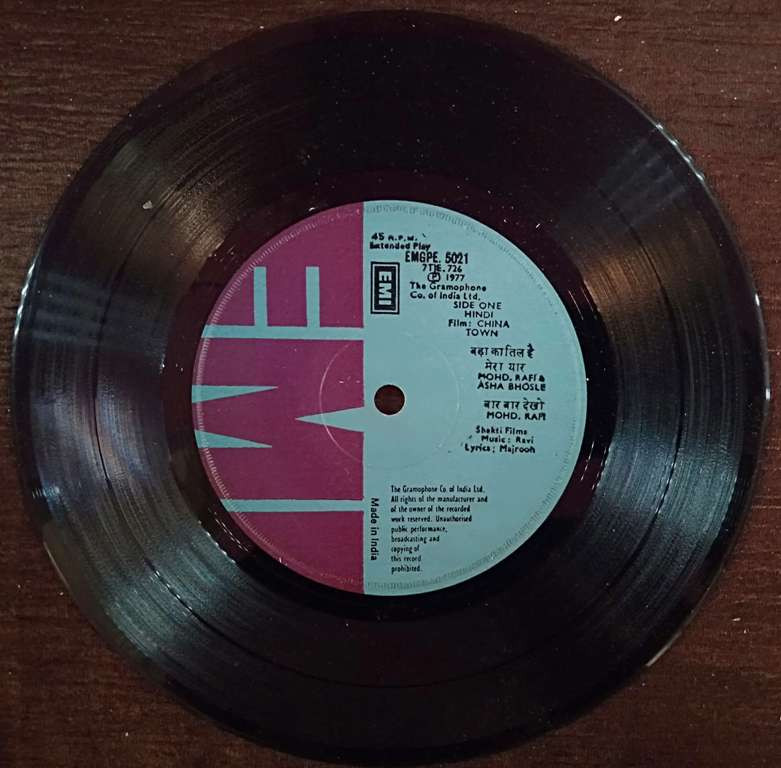 45 R.P.M.
Extended Play
EMGPE. 5021
7TJE.726
Ⓟ 1977
EMI
The Gramophone
Co. of India Ltd.
SIDE ONE
HINDI
Film: CHINA
TOWN
बड़ा कातिल है
मेरा यार
MOHD. RAFI &
ASHA BHOSLE
बार बार देखो
MOHD. RAFI
Shakti Films
Music: Ravi
Lyrics; Majrooh
The Gramophone Co. of India Ltd.
All rights of the manufacturer and
of the owner of the recorded
work reserved. Unauthorised
public performance,
broadcasting and
copying of
this record
prohibited.
Made in India
EMI